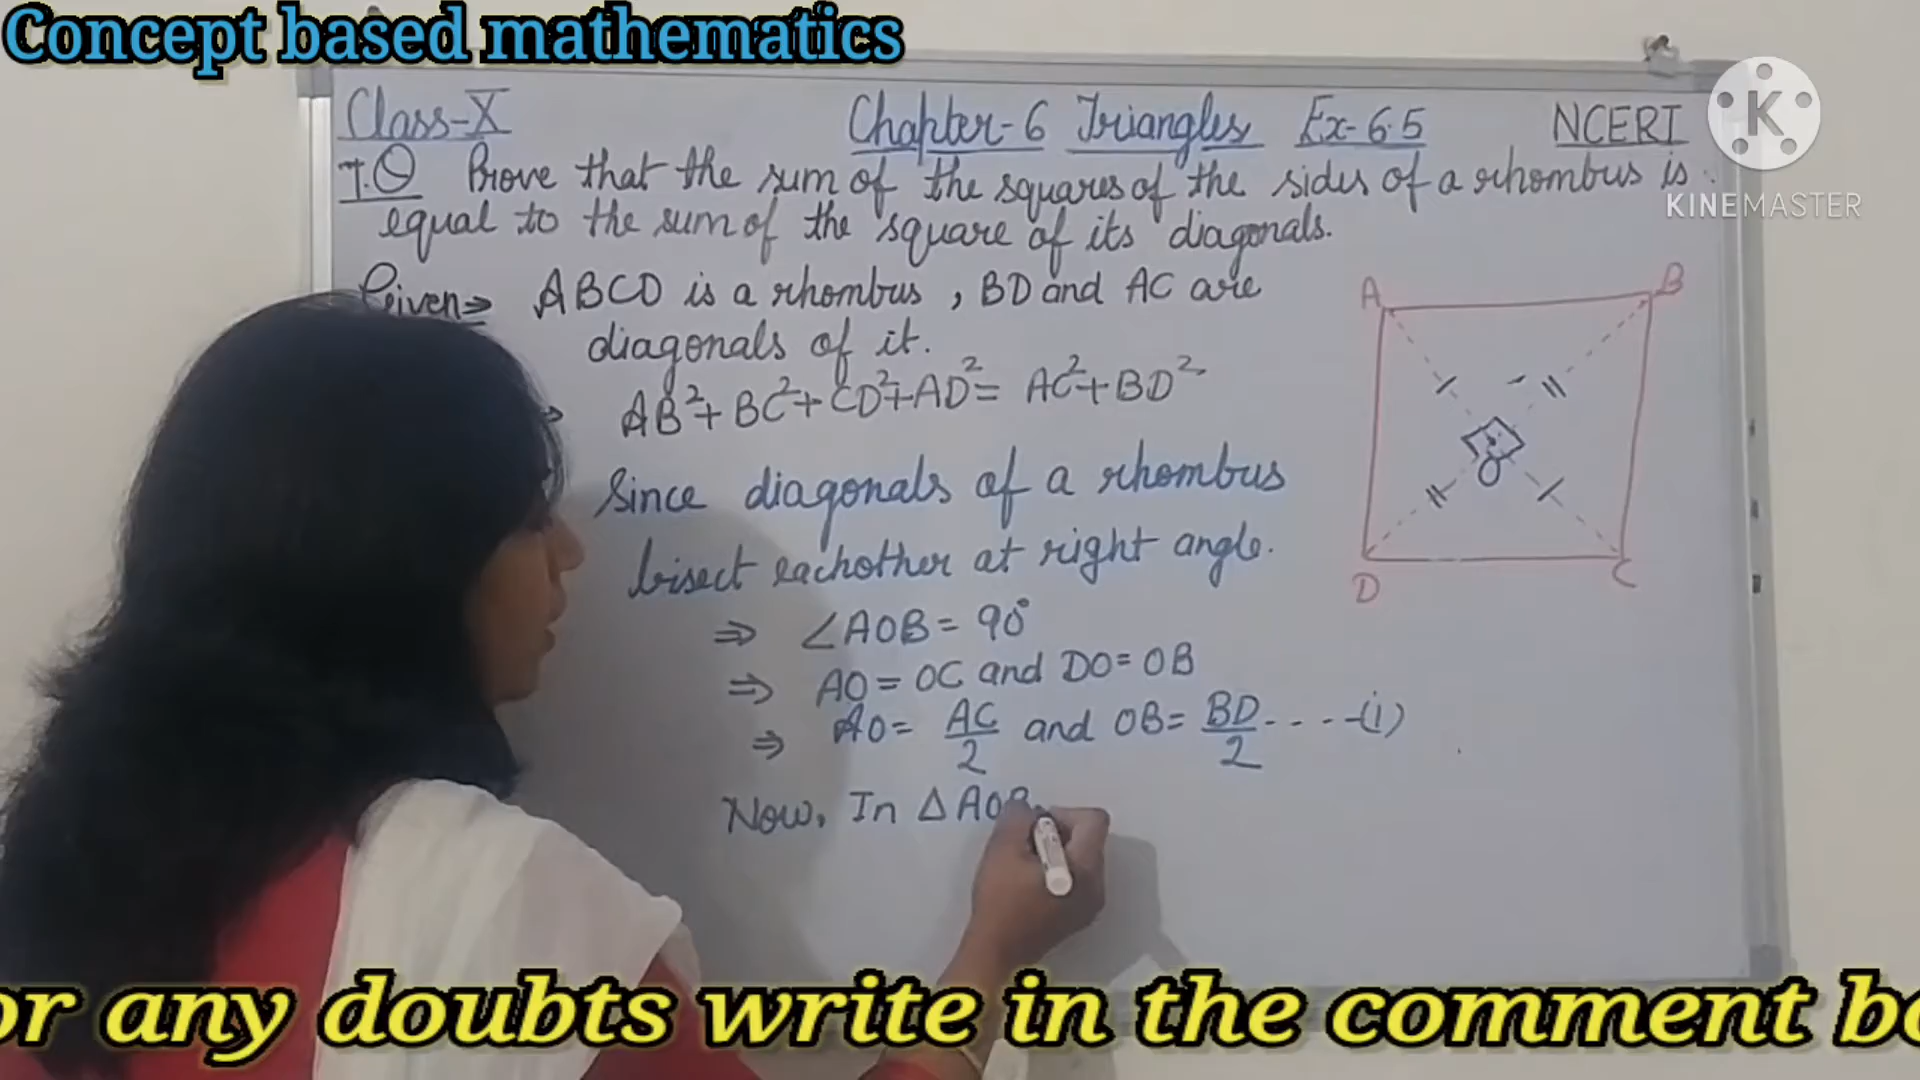 Concept based mathematics
Class-X Chapter-6 Triangles Ex-6.5 NCERT
7.Q Prove that the sum of the squares of the sides of a rhombus is
equal to the sum of the square of its diagonals.
Given⇒ ABCD is a rhombus, BD and AC are
diagonals of it.
AB²+BC²+CD²+AD²= AC²+BD²
Since diagonals of a rhombus
bisect eachother at right angle.
⇒ ∠AOB= 90°
⇒ AO=OC and DO=OB
⇒ AO= AC/2 and OB= BD/2 - - - -(i)
Now, In △AOB
A
B
O
D
C
K
KINEMASTER
or any doubts write in the comment bo